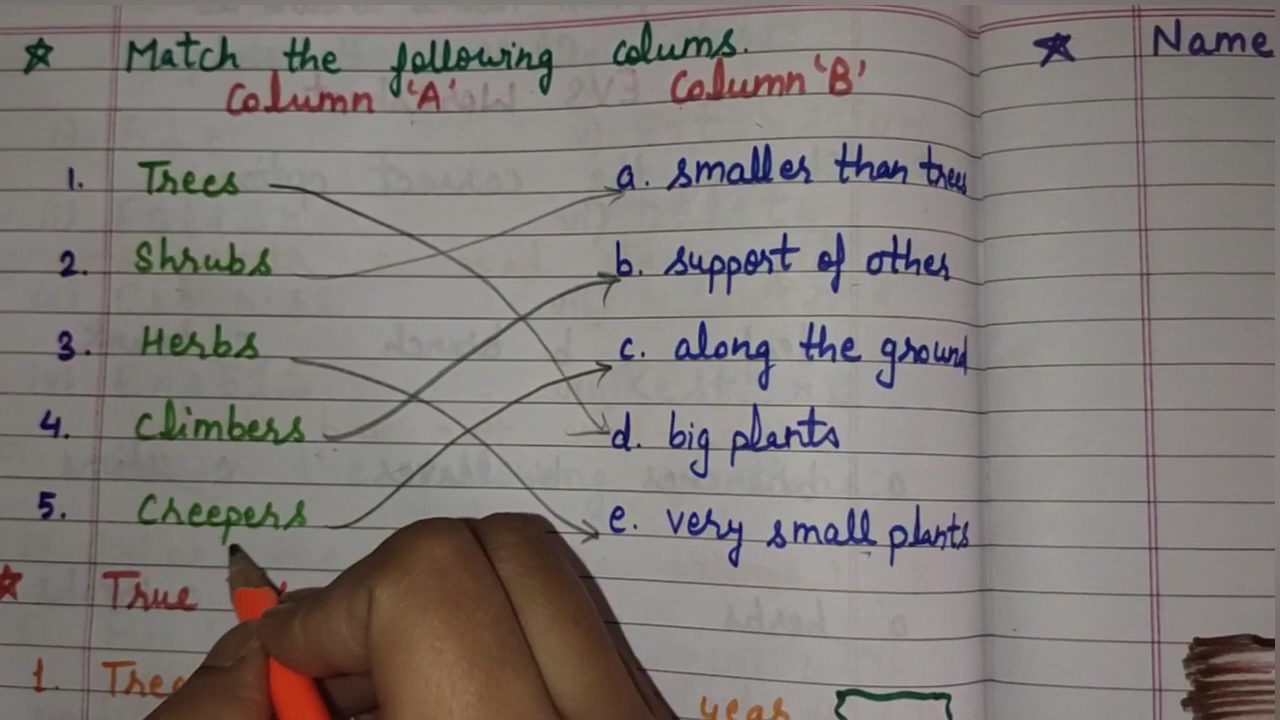 ☆ Match the following colums. ☆ Name
Column 'A' Column 'B'
1. Trees a. smaller than trees
2. Shrubs b. support of other
3. Herbs c. along the ground
4. Climbers d. big plants
5. Creepers e. very small plants
☆ True
1. year